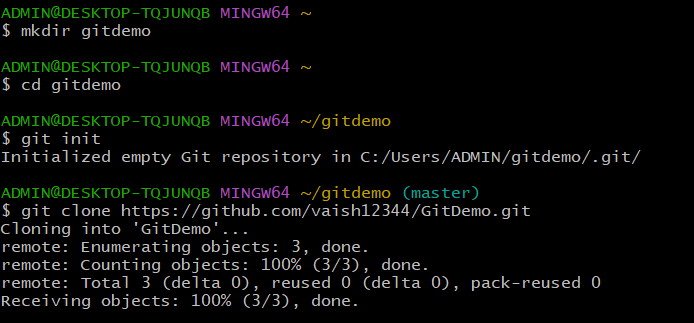 ADMIN@DESKTOP-TQJUNQB MINGW64 ~
$ mkdir gitdemo
ADMIN@DESKTOP-TQJUNQB MINGW64 ~
$ cd gitdemo
ADMIN@DESKTOP-TQJUNQB MINGW64 ~/gitdemo
$ git init
Initialized empty Git repository in C:/Users/ADMIN/gitdemo/.git/
ADMIN@DESKTOP-TQJUNQB MINGW64 ~/gitdemo (master)
$ git clone https://github.com/vaish12344/GitDemo.git
Cloning into 'GitDemo'...
remote: Enumerating objects: 3, done.
remote: Counting objects: 100% (3/3), done.
remote: Total 3 (delta 0), reused 0 (delta 0), pack-reused 0
Receiving objects: 100% (3/3), done.